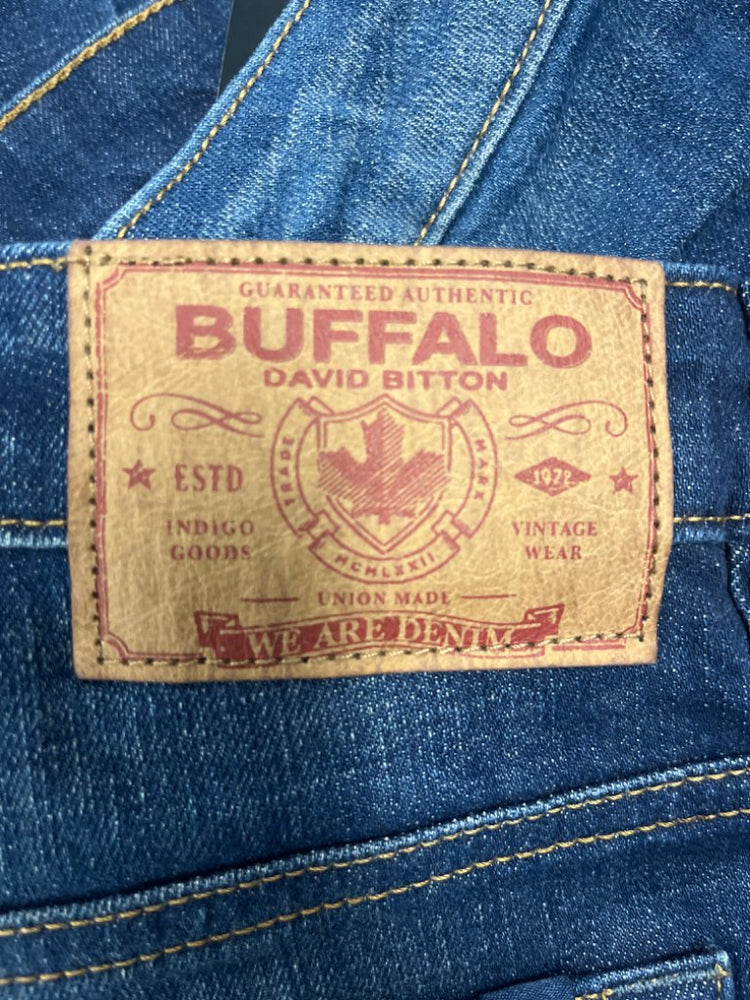 GUARANTEED AUTHENTIC
BUFFALO
DAVID BITTON
TRADE MARK
ESTD
1972
INDIGO GOODS
VINTAGE WEAR
MCMLXXII
UNION MADE
WE ARE DENIM